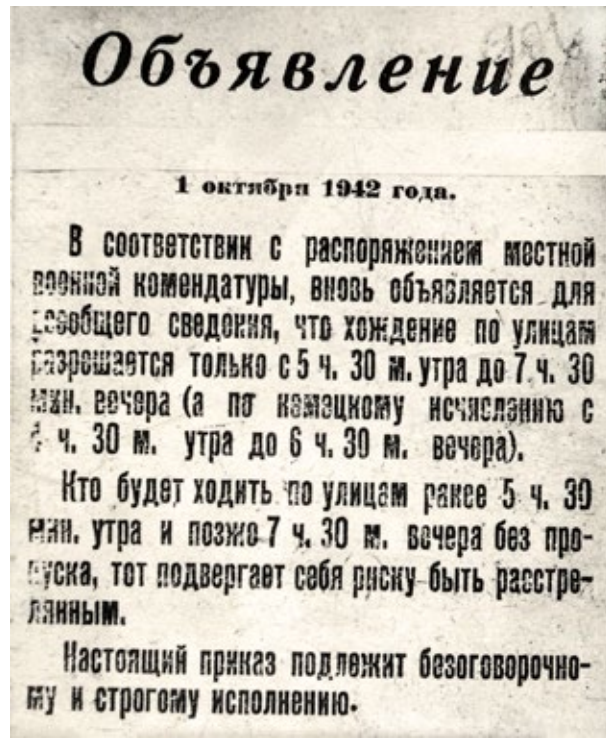 Объявление
1 октября 1942 года.
В соответствии с распоряжением местной
военной комендатуры, вновь объявляется для
всеобщего сведения, что хождение по улицам
разрешается только с 5 ч. 30 м. утра до 7 ч. 30
мин. вечера (а по немецкому исчислению с
ч. 30 м. утра до 6 ч. 30 м. вечера).
Кто будет ходить по улицам ранее 5 ч. 30
мин. утра и позже 7 ч. 30 м. вечера без про-
пуска, тот подвергает себя риску быть расстре-
лянным.
Настоящий приказ подлежит безоговорочно-
му и строгому исполнению.